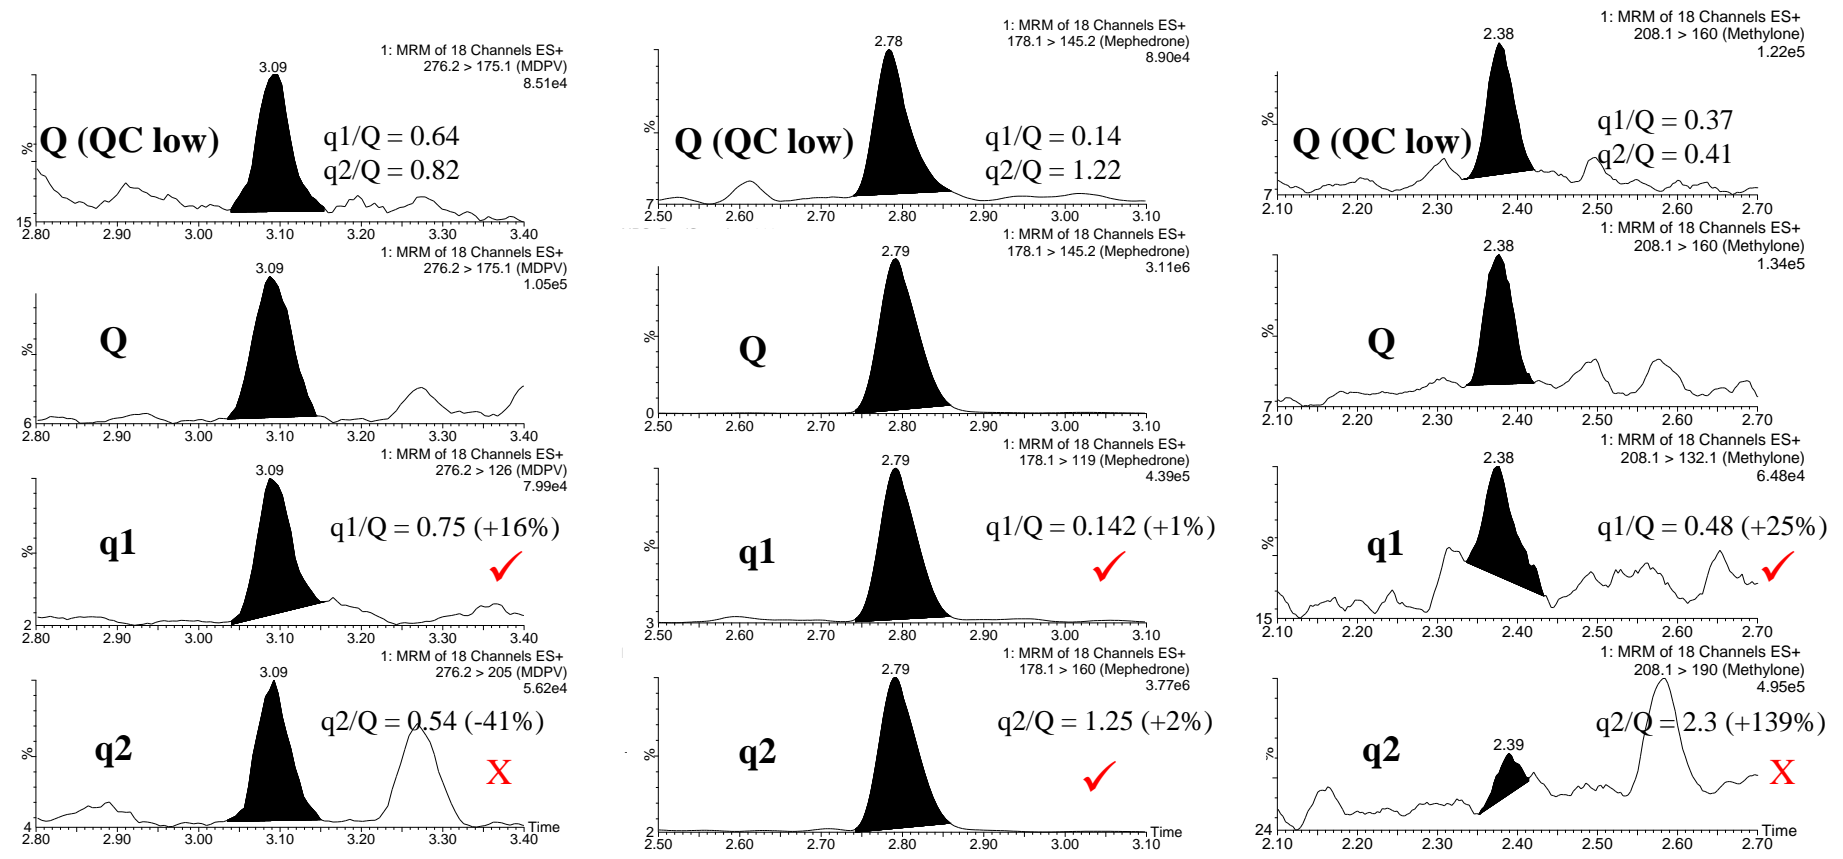 1: MRM of 18 Channels ES+
276.2 > 175.1 (MDPV)
8.51e4
3.09
Q (QC low)
q1/Q = 0.64
q2/Q = 0.82
%
15
2.80 2.90 3.00 3.10 3.20 3.30 3.40
1: MRM of 18 Channels ES+
276.2 > 175.1 (MDPV)
1.05e5
3.09
Q
%
6
2.80 2.90 3.00 3.10 3.20 3.30 3.40
1: MRM of 18 Channels ES+
276.2 > 126 (MDPV)
7.99e4
3.09
q1
q1/Q = 0.75 (+16%)
%
2
2.80 2.90 3.00 3.10 3.20 3.30 3.40
1: MRM of 18 Channels ES+
276.2 > 205 (MDPV)
5.62e4
3.09
q2/Q = 0.54 (-41%)
q2
X
%
4
Time
2.80 2.90 3.00 3.10 3.20 3.30 3.40
1: MRM of 18 Channels ES+
178.1 > 145.2 (Mephedrone)
8.90e4
2.78
Q (QC low)
q1/Q = 0.14
q2/Q = 1.22
%
7
2.50 2.60 2.70 2.80 2.90 3.00 3.10
1: MRM of 18 Channels ES+
178.1 > 145.2 (Mephedrone)
3.11e6
2.79
Q
%
0
2.50 2.60 2.70 2.80 2.90 3.00 3.10
1: MRM of 18 Channels ES+
178.1 > 119 (Mephedrone)
4.39e5
2.79
q1
q1/Q = 0.142 (+1%)
%
3
2.50 2.60 2.70 2.80 2.90 3.00 3.10
1: MRM of 18 Channels ES+
178.1 > 160 (Mephedrone)
3.77e6
2.79
q2/Q = 1.25 (+2%)
q2
%
2
Time
2.50 2.60 2.70 2.80 2.90 3.00 3.10
1: MRM of 18 Channels ES+
208.1 > 160 (Methylone)
1.22e5
2.38
Q (QC low)
q1/Q = 0.37
q2/Q = 0.41
%
7
2.10 2.20 2.30 2.40 2.50 2.60 2.70
1: MRM of 18 Channels ES+
208.1 > 160 (Methylone)
1.34e5
2.38
Q
%
7
2.10 2.20 2.30 2.40 2.50 2.60 2.70
1: MRM of 18 Channels ES+
208.1 > 132.1 (Methylone)
6.48e4
2.38
q1
q1/Q = 0.48 (+25%)
%
15
2.10 2.20 2.30 2.40 2.50 2.60 2.70
1: MRM of 18 Channels ES+
208.1 > 190 (Methylone)
4.95e5
q2/Q = 2.3 (+139%)
2.39
q2
X
%
24
Time
2.10 2.20 2.30 2.40 2.50 2.60 2.70